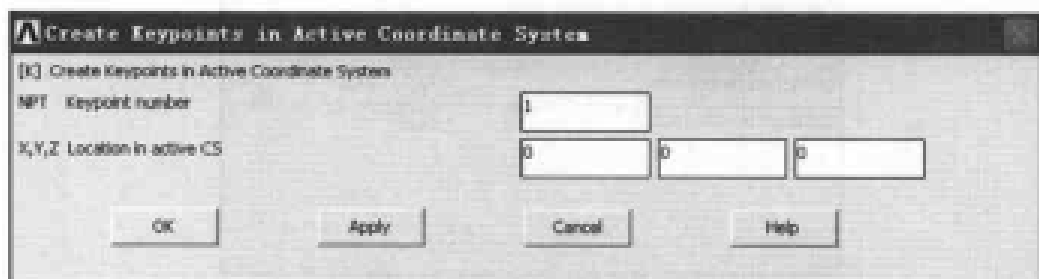 Create Keypoints in Active Coordinate System
[K] Create Keypoints in Active Coordinate System
NPT Keypoint number 1
X,Y,Z Location in active CS 0 0 0
OK Apply Cancel Help